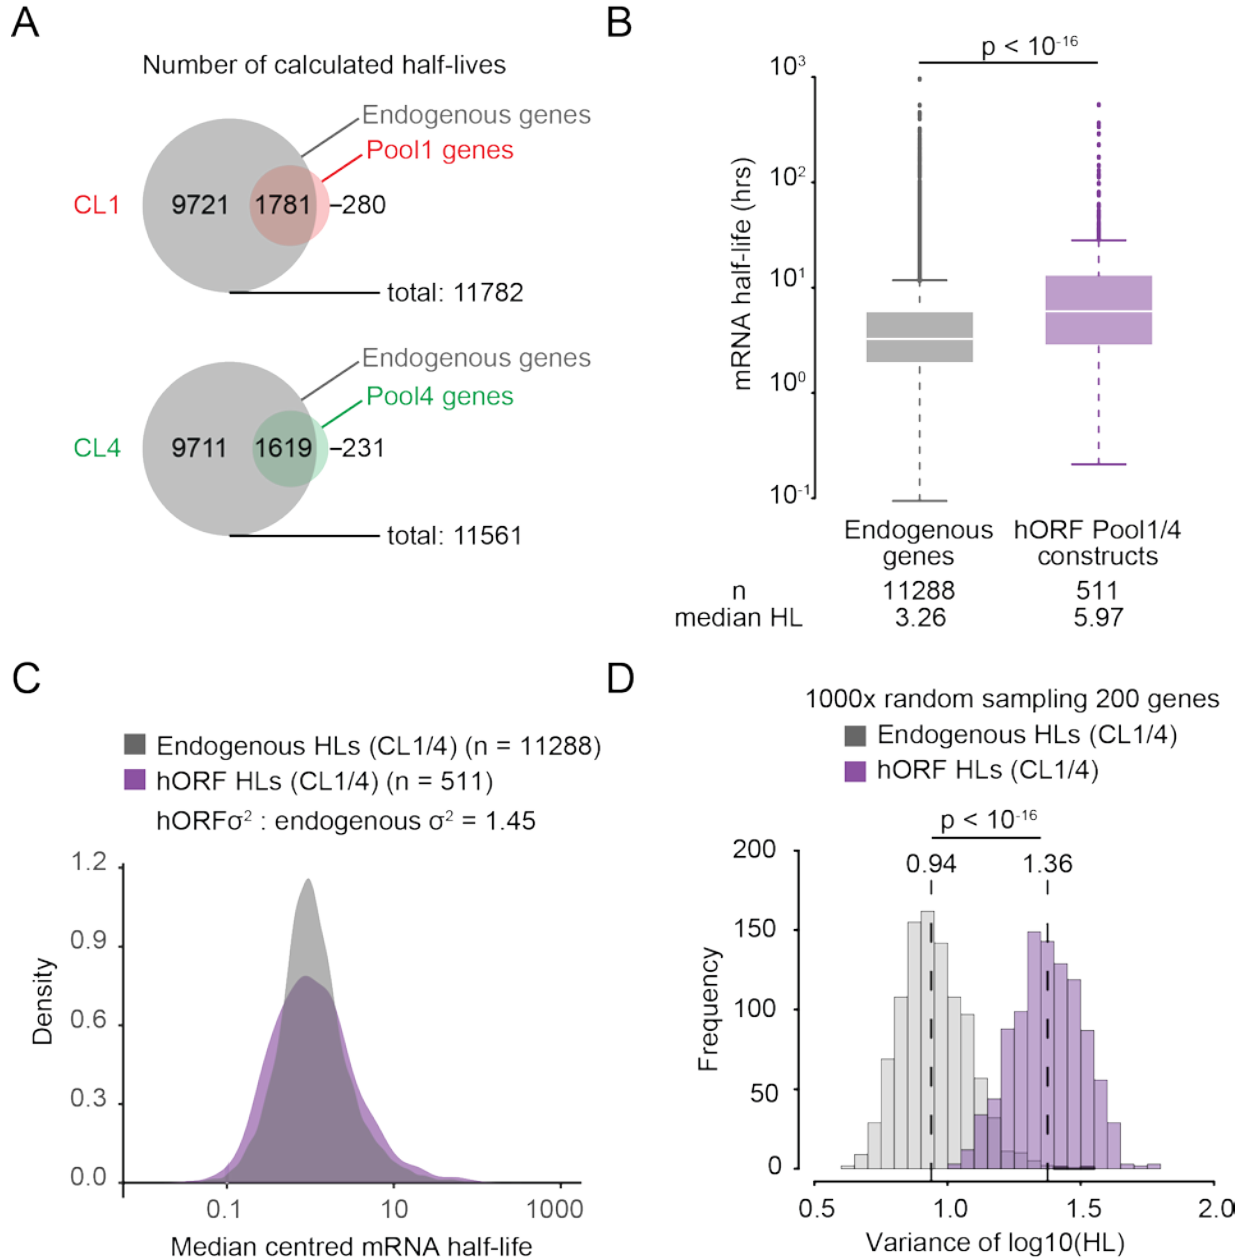 A
Number of calculated half-lives
Endogenous genes
Pool1 genes
CL1
9721
1781
–280
total: 11782
Endogenous genes
Pool4 genes
CL4
9711
1619
–231
total: 11561
B
p < 10-16
mRNA half-life (hrs)
10³
10²
10¹
10⁰
10-1
Endogenous genes
hORF Pool1/4 constructs
n 11288 511
median HL 3.26 5.97
C
Endogenous HLs (CL1/4) (n = 11288)
hORF HLs (CL1/4) (n = 511)
hORFσ² : endogenous σ² = 1.45
Density
1.2
0.9
0.6
0.3
0.0
0.1 10 1000
Median centred mRNA half-life
D
1000x random sampling 200 genes
Endogenous HLs (CL1/4)
hORF HLs (CL1/4)
p < 10-16
0.94 1.36
Frequency
200
150
100
50
0
0.5 1.0 1.5 2.0
Variance of log10(HL)